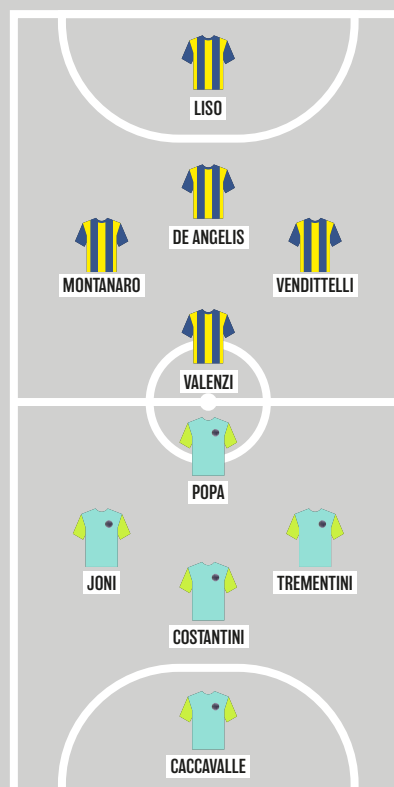 LISO
DE ANGELIS
MONTANARO
VENDITTELLI
VALENZI
POPA
JONI
TREMENTINI
COSTANTINI
CACCAVALLE